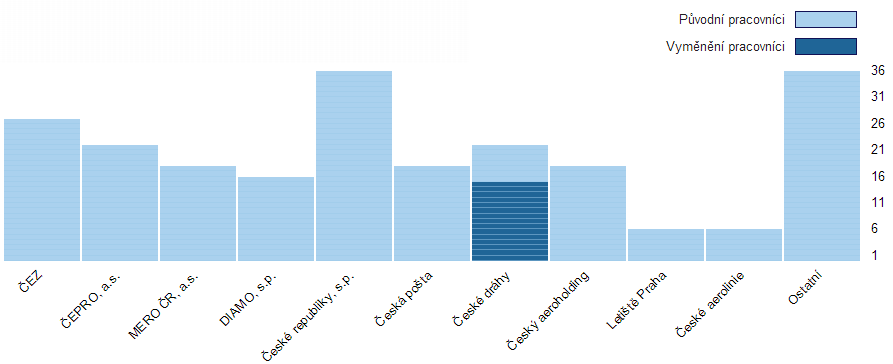 Původní pracovníci
Vyměnění pracovníci
36
31
26
21
16
11
6
1
ČEZ
ČEPRO, a.s.
MERO ČR, a.s.
DIAMO, s.p.
České republiky, s.p.
Česká pošta
České dráhy
Český aeroholding
Letiště Praha
České aerolinie
Ostatní